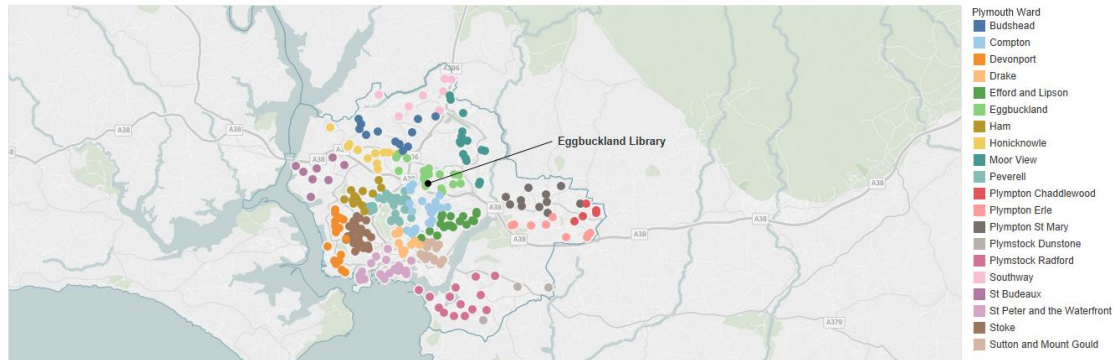 Plymouth Ward
Budshead
Compton
Devonport
Drake
Efford and Lipson
Eggbuckland
Ham
Honicknowle
Moor View
Peverell
Plympton Chaddlewood
Plympton Erle
Plympton St Mary
Plymstock Dunstone
Plymstock Radford
Southway
St Budeaux
St Peter and the Waterfront
Stoke
Sutton and Mount Gould
A386
A38
A38
Eggbuckland Library
A38
A38
A38
A38
A38
A38
A379